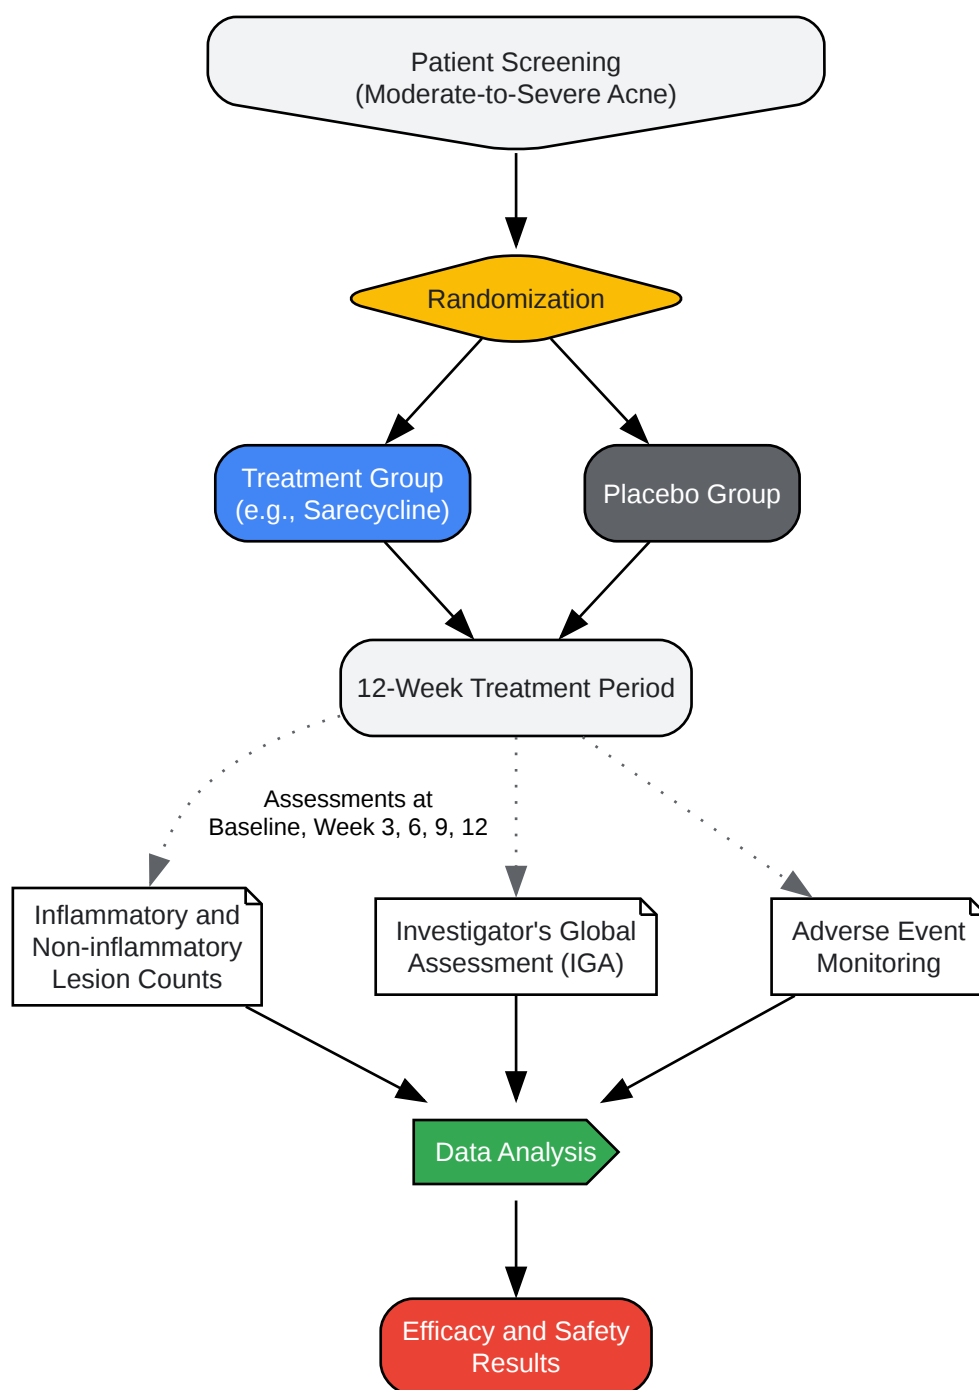 Patient Screening
(Moderate-to-Severe Acne)
Randomization
Treatment Group
(e.g., Sarecycline)
Placebo Group
12-Week Treatment Period
Assessments at
Baseline, Week 3, 6, 9, 12
Inflammatory and
Non-inflammatory
Lesion Counts
Investigator's Global
Assessment (IGA)
Adverse Event
Monitoring
Data Analysis
Efficacy and Safety
Results